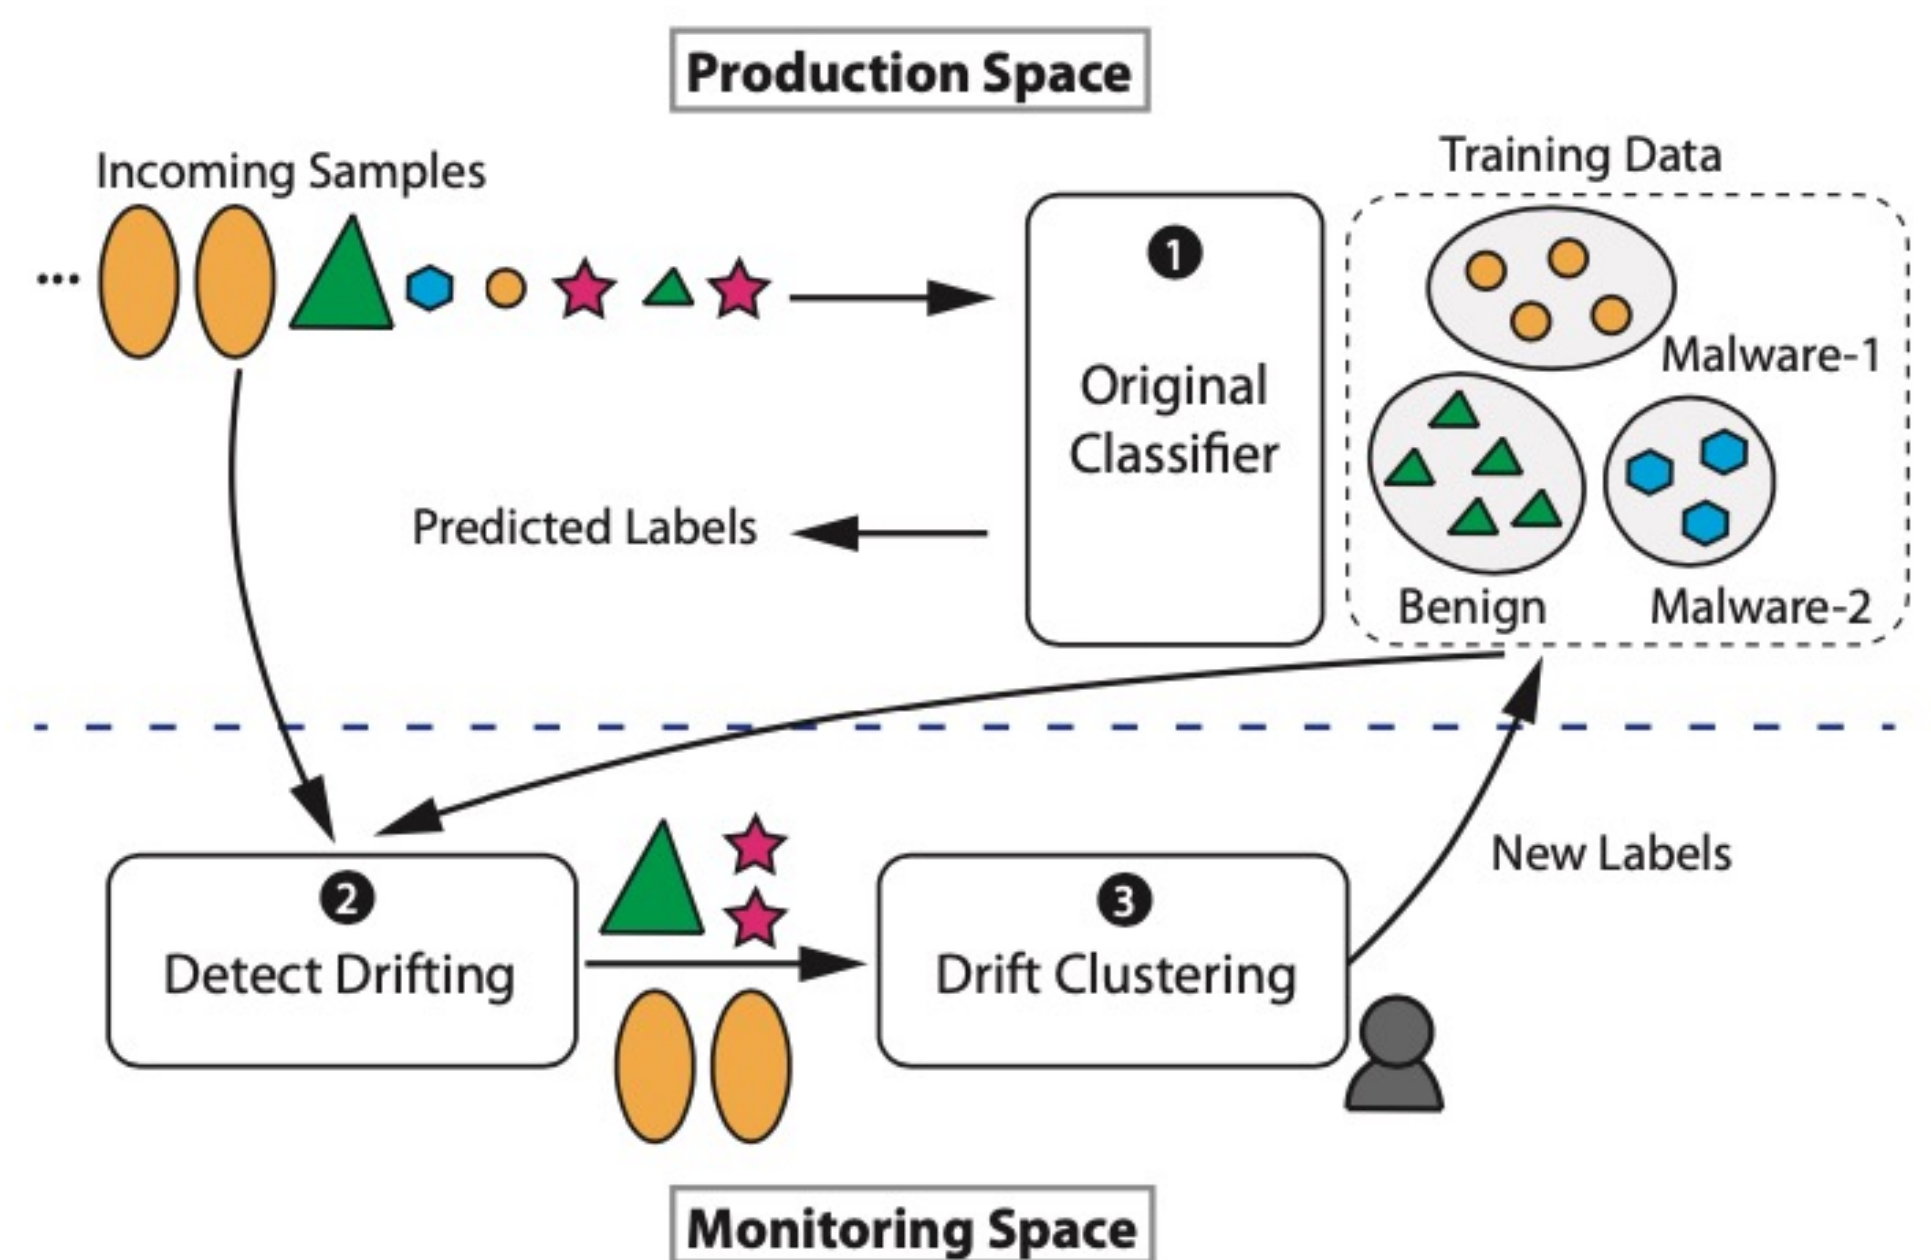 Production Space
Incoming Samples
Training Data
...
1
Original
Classifier
Malware-1
Predicted Labels
Benign
Malware-2
New Labels
2
Detect Drifting
3
Drift Clustering
Monitoring Space